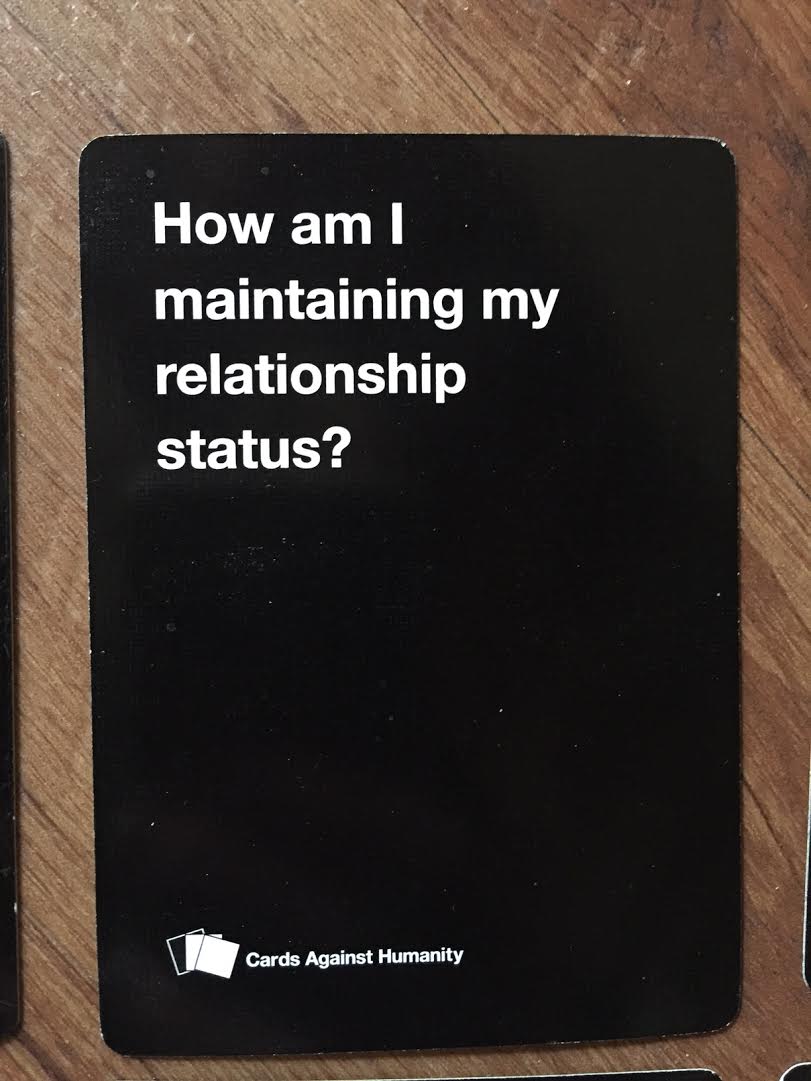 How am I
maintaining my
relationship
status?
Cards Against Humanity